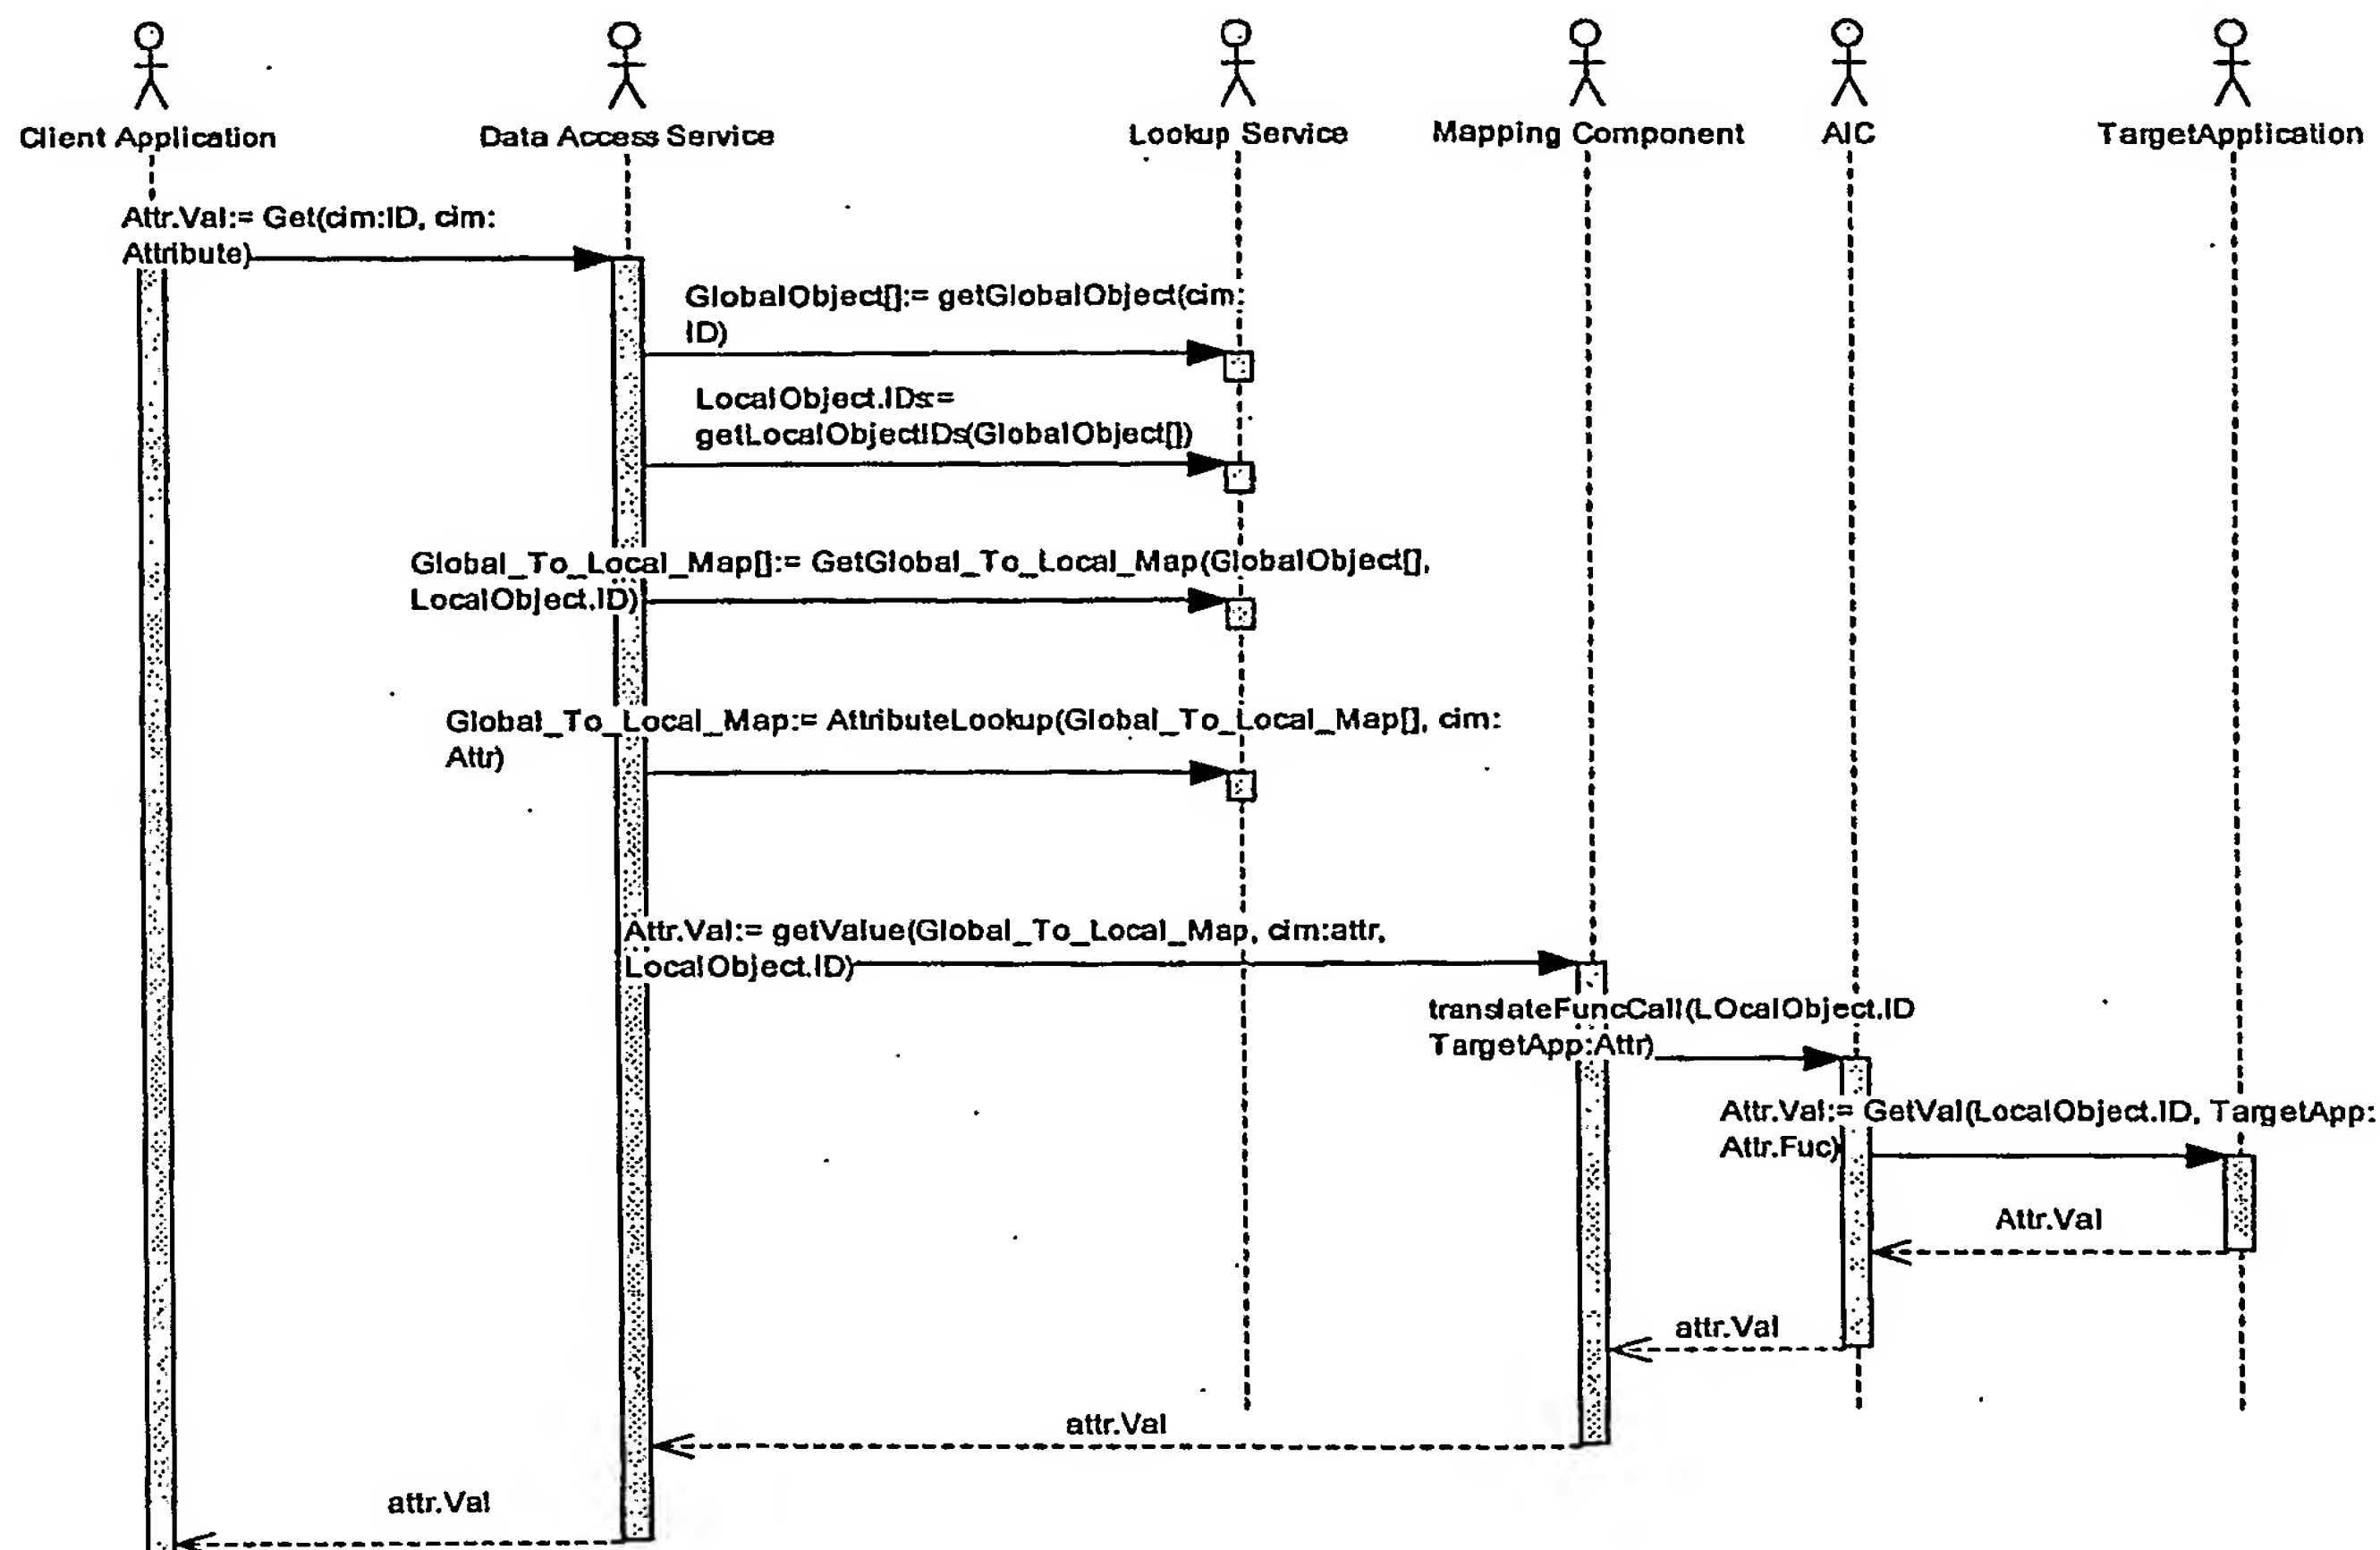 Client Application
Data Access Service
Lookup Service
Mapping Component
AIC
TargetApplication
Attr.Val:= Get(cim:ID, cim:
Attribute)
GlobalObject[]:= getGlobalObject(cim:
ID)
LocalObject.IDs:=
getLocalObjectIDs(GlobalObject[])
Global_To_Local_Map[]:= GetGlobal_To_Local_Map(GlobalObject[],
LocalObject.ID)
Global_To_Local_Map:= AttributeLookup(Global_To_Local_Map[], cim:
Attr)
Attr.Val:= getValue(Global_To_Local_Map, cim:attr,
LocalObject.ID)
translateFuncCall(LOcalObject.ID
TargetApp:Attr)
Attr.Val:= GetVal(LocalObject.ID, TargetApp:
Attr.Fuc)
Attr.Val
attr.Val
attr.Val
attr.Val